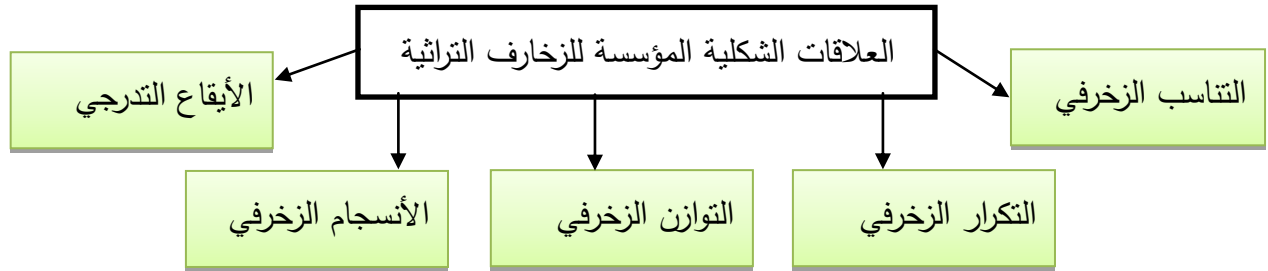 العلاقات الشكلية المؤسسة للزخارف التراثية
التناسب الزخرفي
التكرار الزخرفي
التوازن الزخرفي
الأنسجام الزخرفي
الأيقاع التدرجي